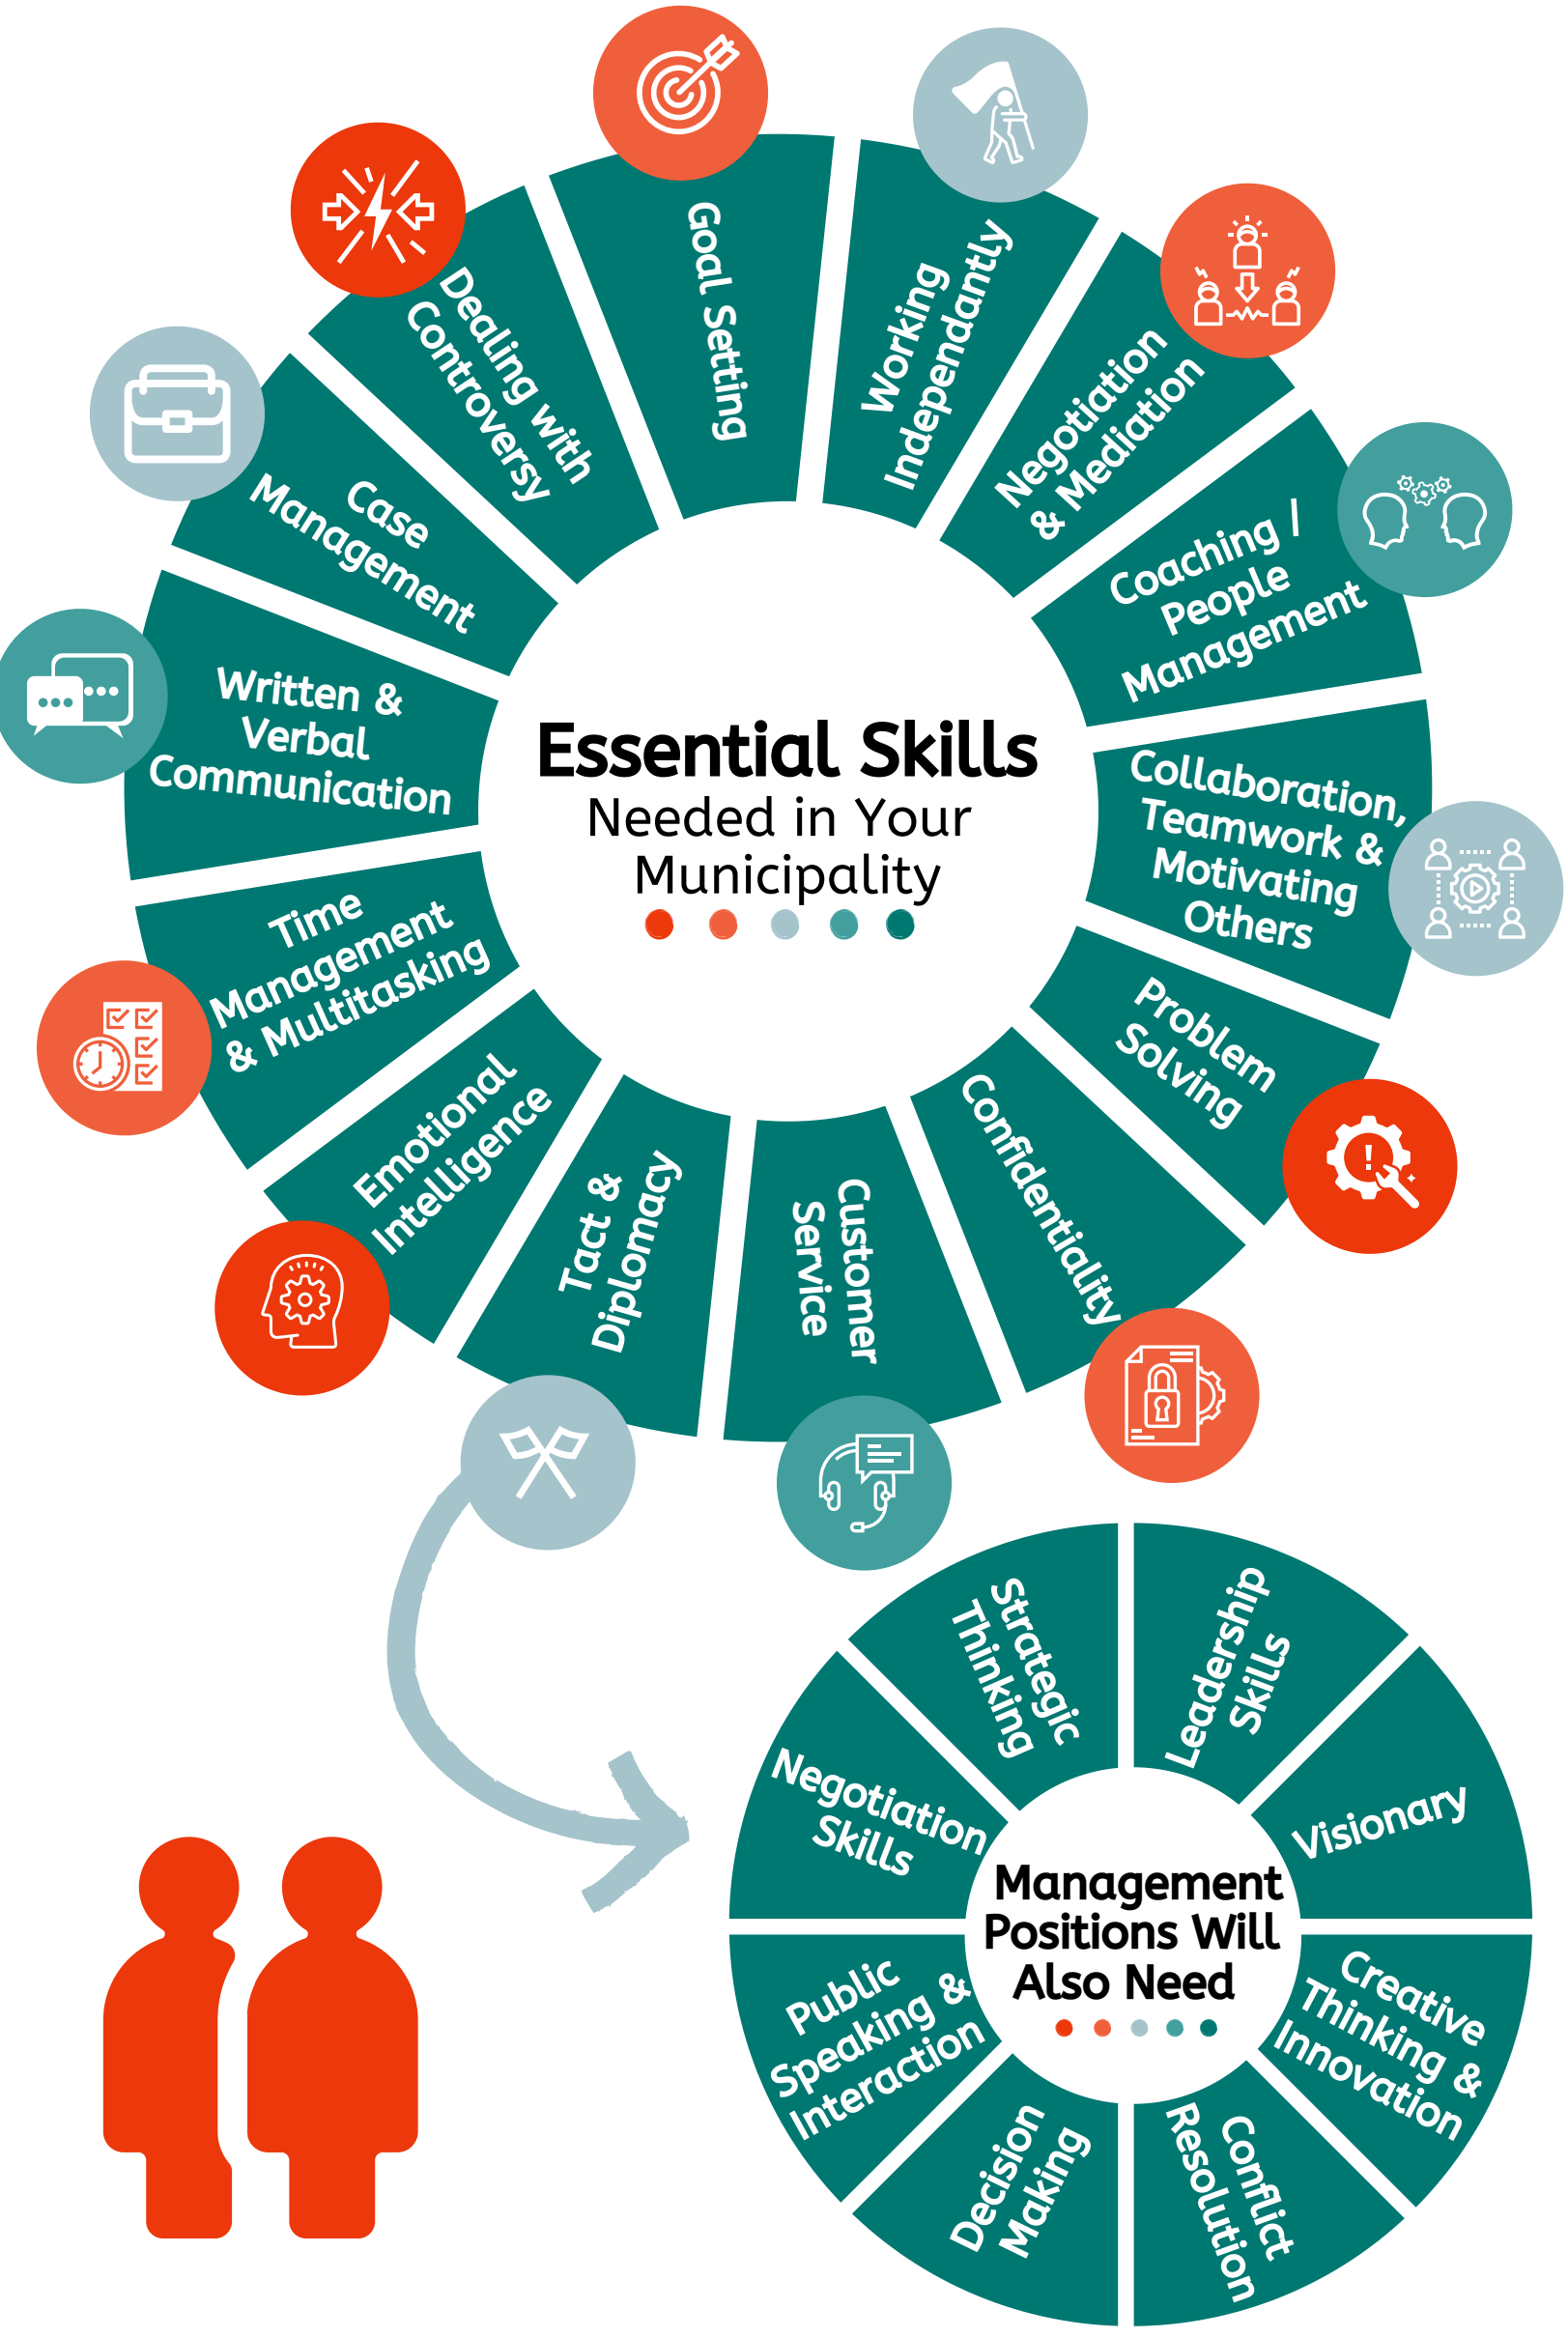 Essential Skills
Needed in Your
Municipality
Goal Setting
Working
Independantly
Negotiation
& Mediation
Coaching /
People
Management
Collaboration,
Teamwork &
Motivating
Others
Problem
Solving
Confidentiality
Customer
Service
Tact &
Diplomacy
Emotional
Intelligence
Time
Management
& Multitasking
Written &
Verbal
Communication
Case
Management
Dealing with
Controversy
Management
Positions Will
Also Need
Leadership
Skills
Visionary
Creative
Thinking &
Innovation
Conflict
Resolution
Decision
Making
Public
Speaking &
Interaction
Negotiation
Skills
Strategic
Thinking